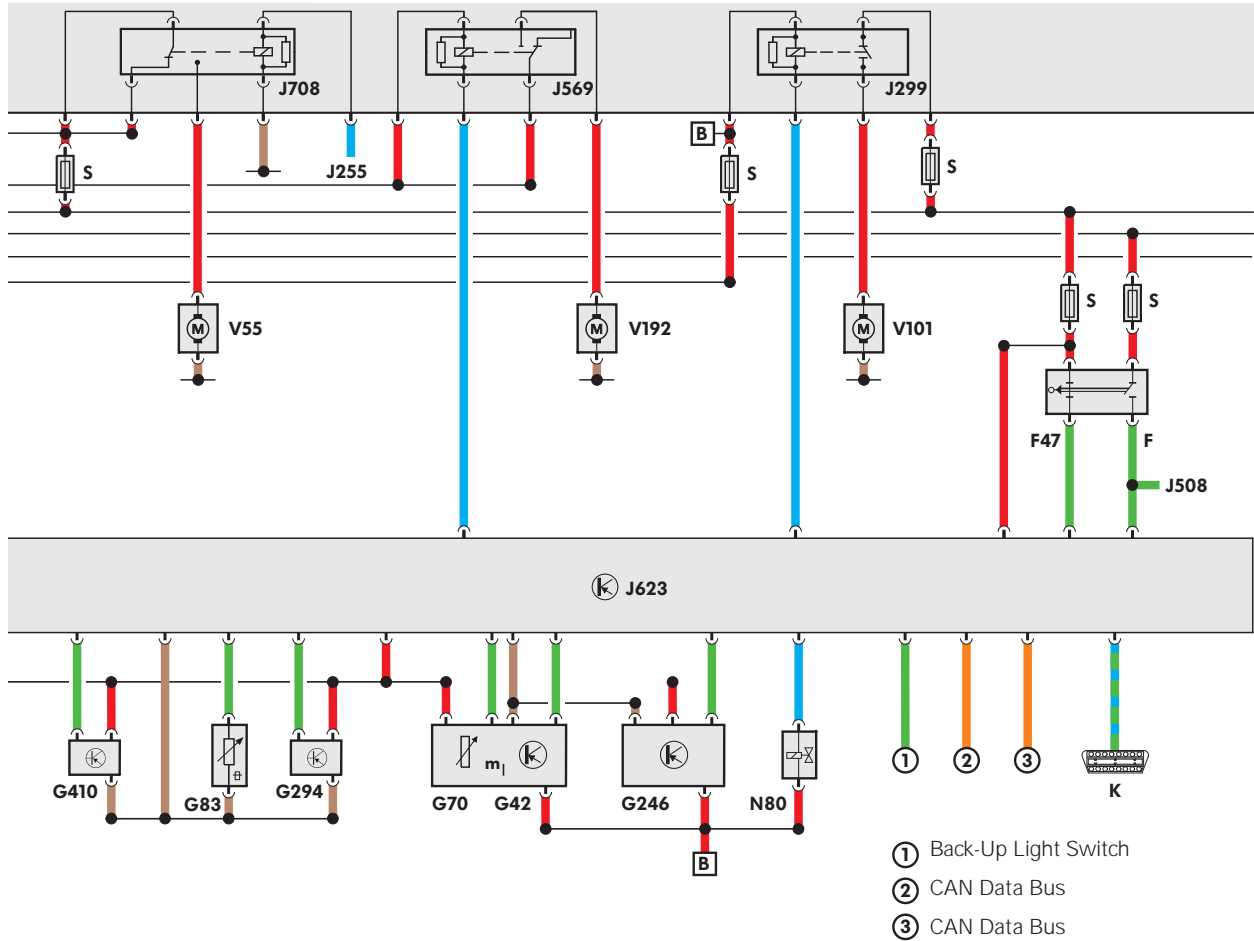 J708
J569
J299
B
S
J255
S
S
M
V55
M
V192
M
V101
S
S
F47
F
J508
J623
G410
G83
G294
m|
G70
G42
G246
N80
B
1
2
3
K
1 Back-Up Light Switch
2 CAN Data Bus
3 CAN Data Bus